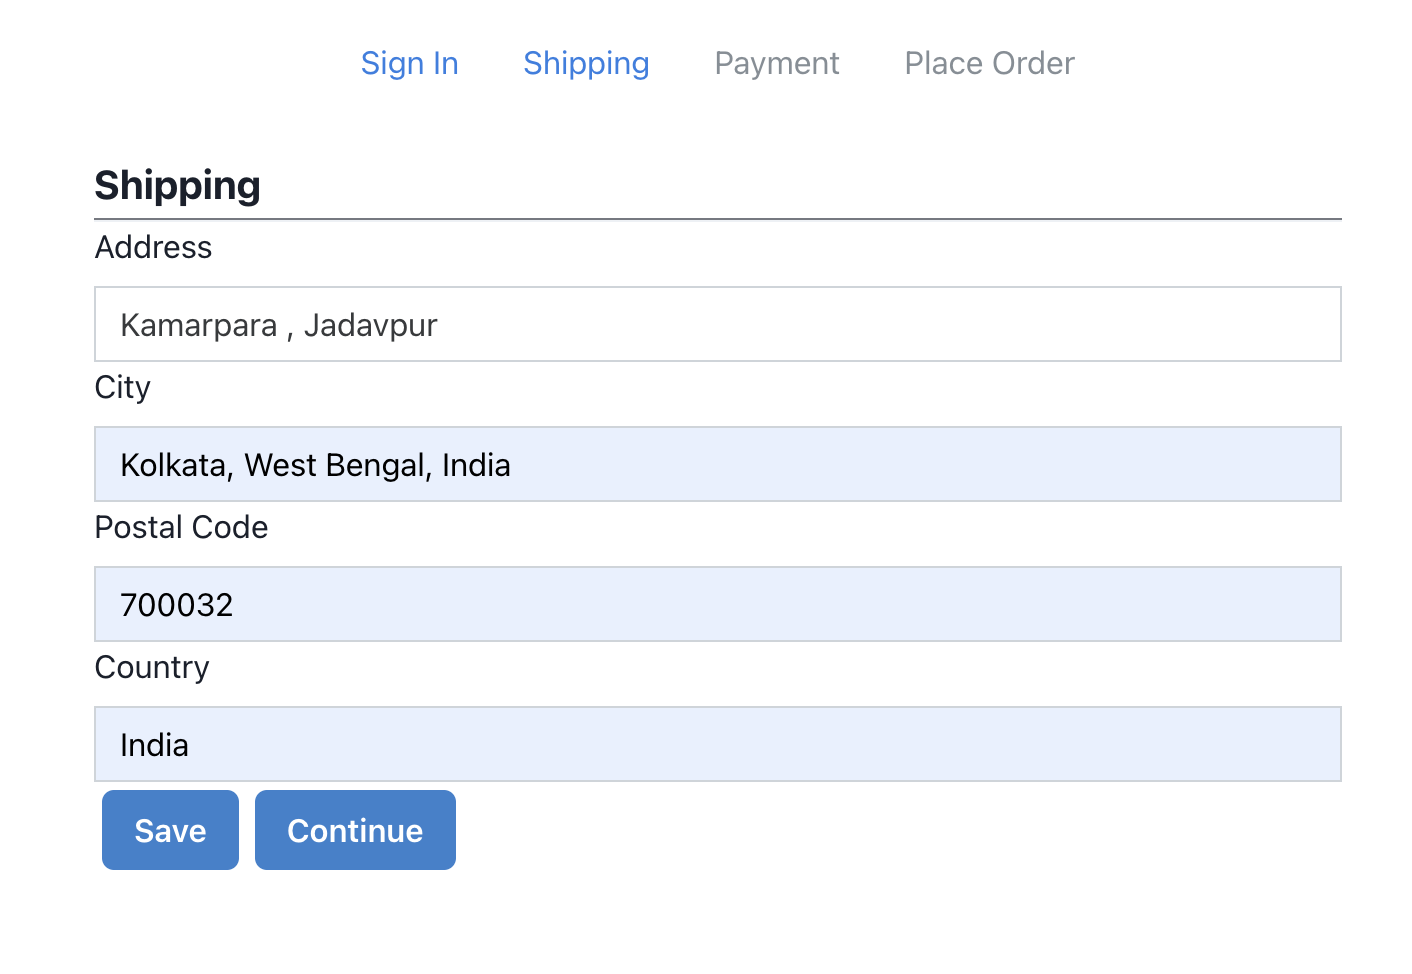 Sign In Shipping Payment Place Order
Shipping
Address
Kamarpara , Jadavpur
City
Kolkata, West Bengal, India
Postal Code
700032
Country
India
Save Continue